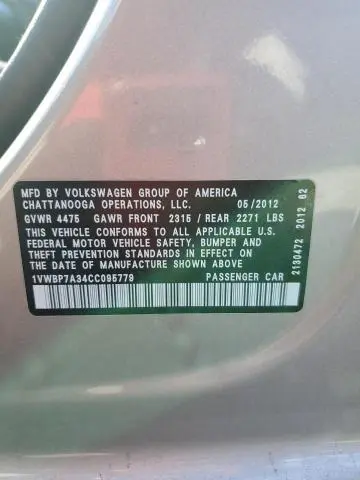 MFD BY VOLKSWAGEN GROUP OF AMERICA
CHATTANOOGA OPERATIONS, LLC. 05/2012
GVWR 4475 GAWR FRONT 2315 / REAR 2271 LBS
THIS VEHICLE CONFORMS TO ALL APPLICABLE U.S.
FEDERAL MOTOR VEHICLE SAFETY, BUMPER AND
THEFT PREVENTION STANDARDS IN EFFECT ON THE
DATE OF MANUFACTURE SHOWN ABOVE
1VWBP7A34CC095779 PASSENGER CAR
2130472 2012 62